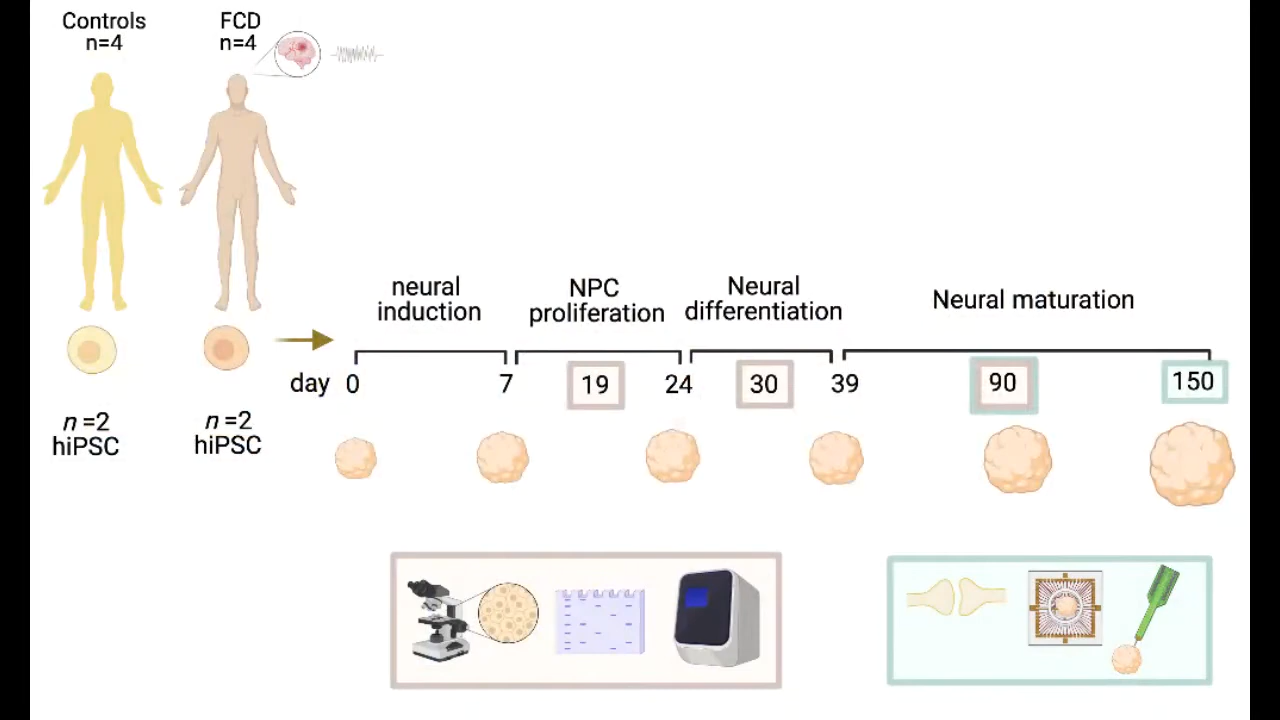 Controls
n=4
FCD
n=4
neural
induction
NPC
proliferation
Neural
differentiation
Neural maturation
day 0 7 19 24 30 39 90 150
n =2
hiPSC
n =2
hiPSC